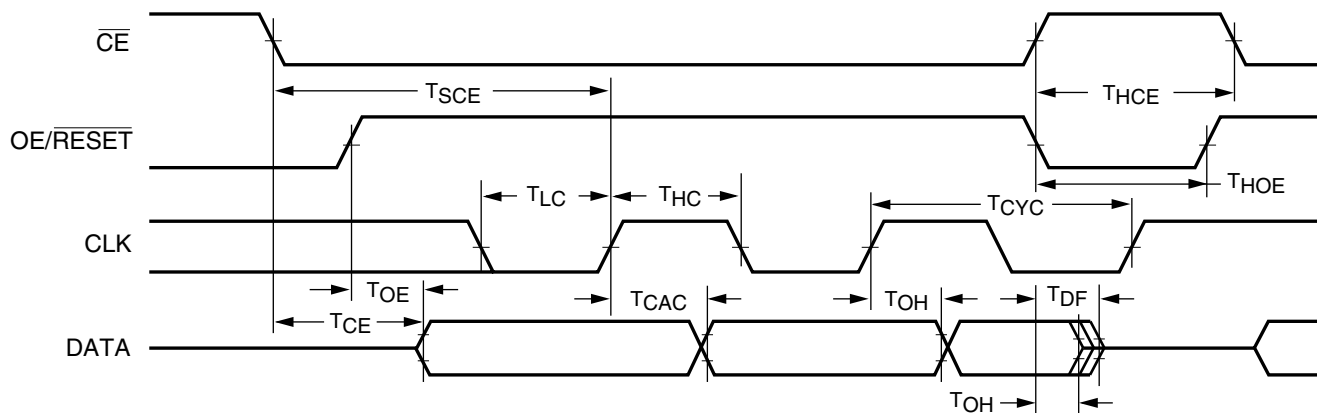 CE
TSCE
THCE
OE/RESET
TLC
THC
TCYC
THOE
CLK
TOE
TCAC
TOH
TDF
TCE
DATA
TOH